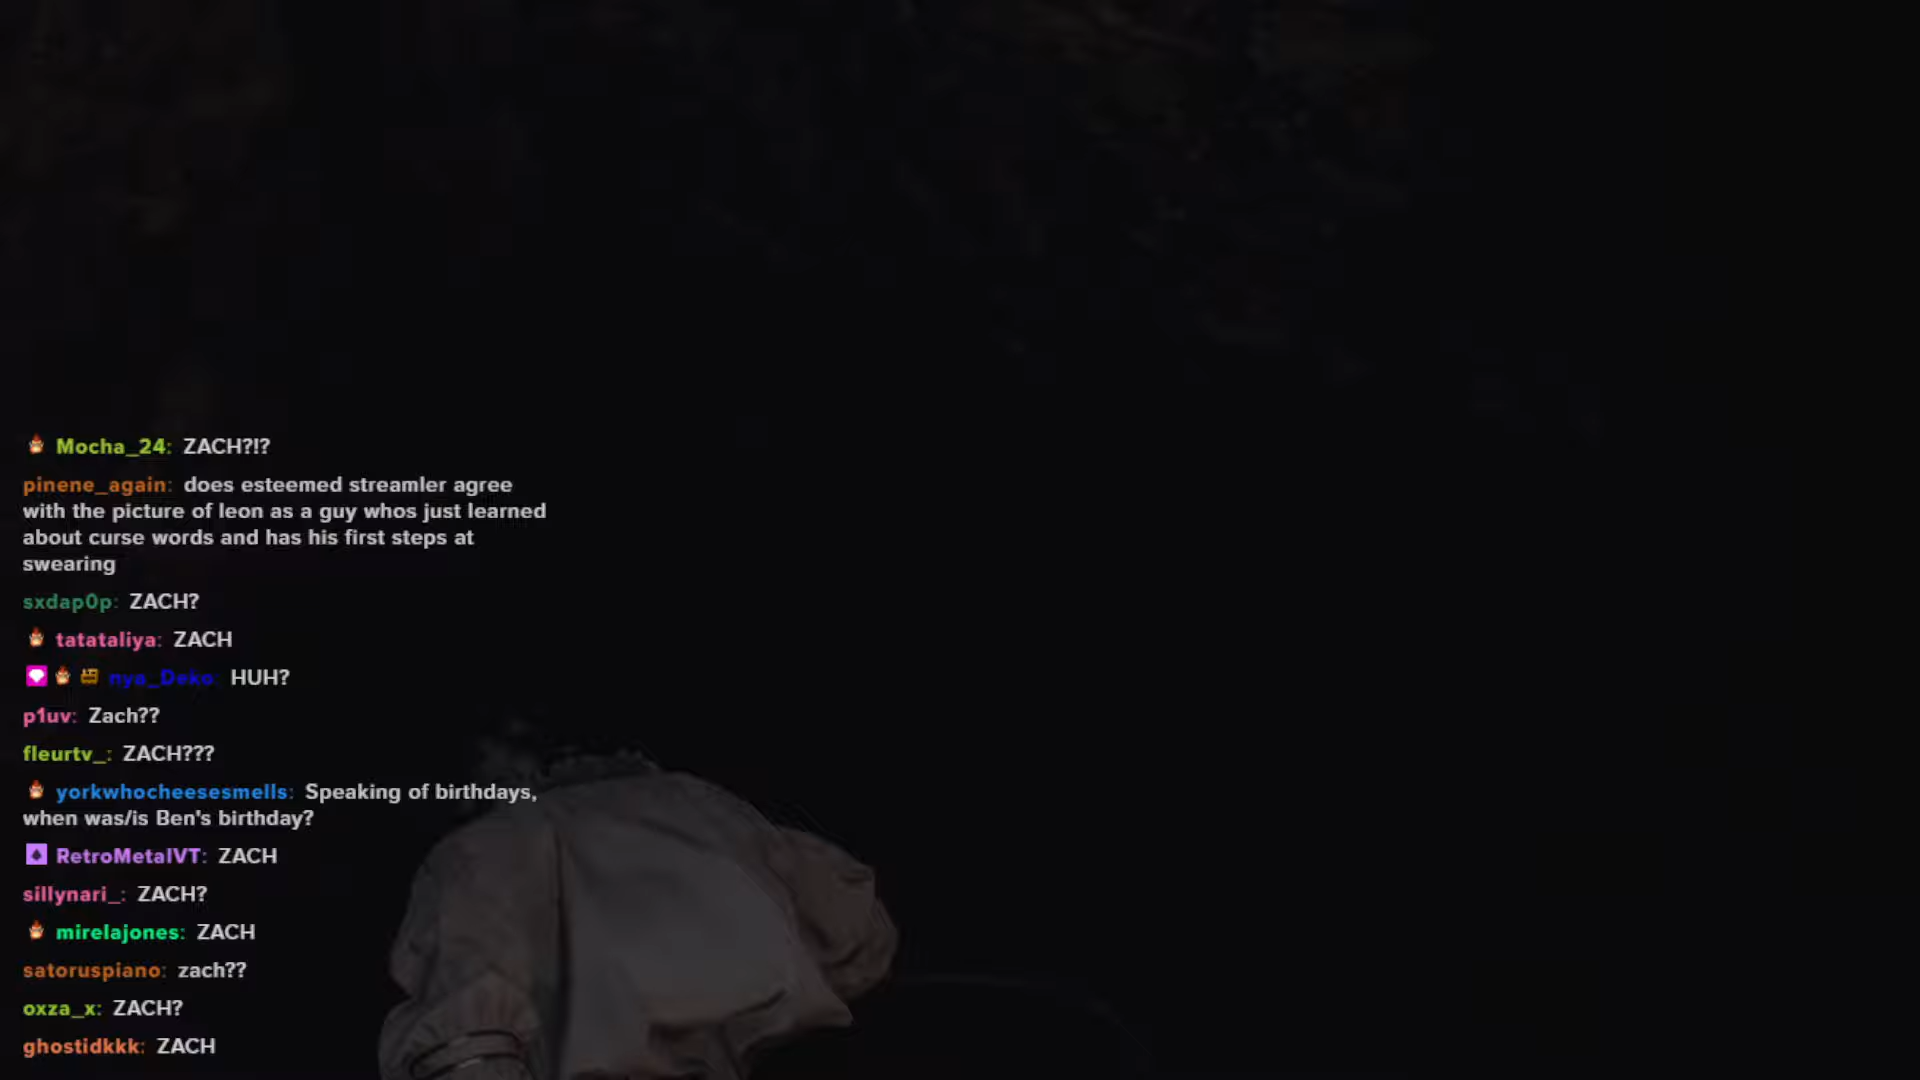 Mocha_24: ZACH?!?
pinene_again: does esteemed streamler agree
with the picture of leon as a guy whos just learned
about curse words and has his first steps at
swearing
sxdap0p: ZACH?
tatataliya: ZACH
nya_Deko: HUH?
p1uv: Zach??
fleurtv_: ZACH???
yorkwhocheesesmells: Speaking of birthdays,
when was/is Ben's birthday?
RetroMetalVT: ZACH
sillynari_: ZACH?
mirelajones: ZACH
satoruspiano: zach??
oxza_x: ZACH?
ghostidkkk: ZACH